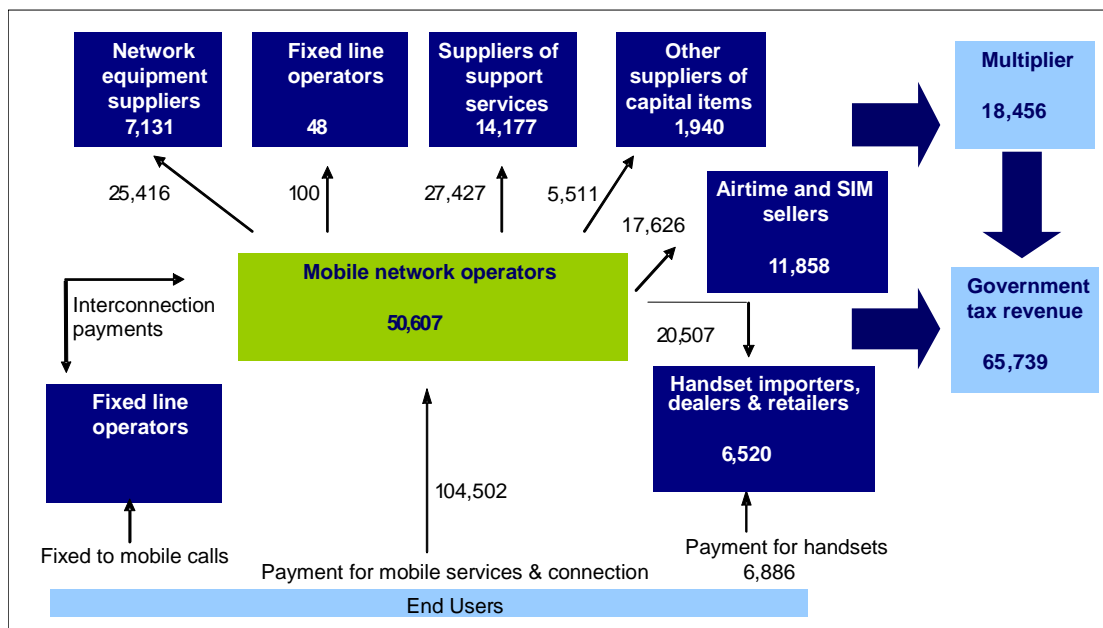 Network
equipment
suppliers
7,131
Fixed line
operators
48
Suppliers of
support
services
14,177
Other
suppliers of
capital items
1,940
Multiplier
18,456
25,416
100
27,427
5,511
17,626
Airtime and SIM
sellers
11,858
Mobile network operators
50,607
Interconnection
payments
20,507
Government
tax revenue
65,739
Fixed line
operators
Handset importers,
dealers & retailers
6,520
104,502
Fixed to mobile calls
Payment for mobile services & connection
Payment for handsets
6,886
End Users